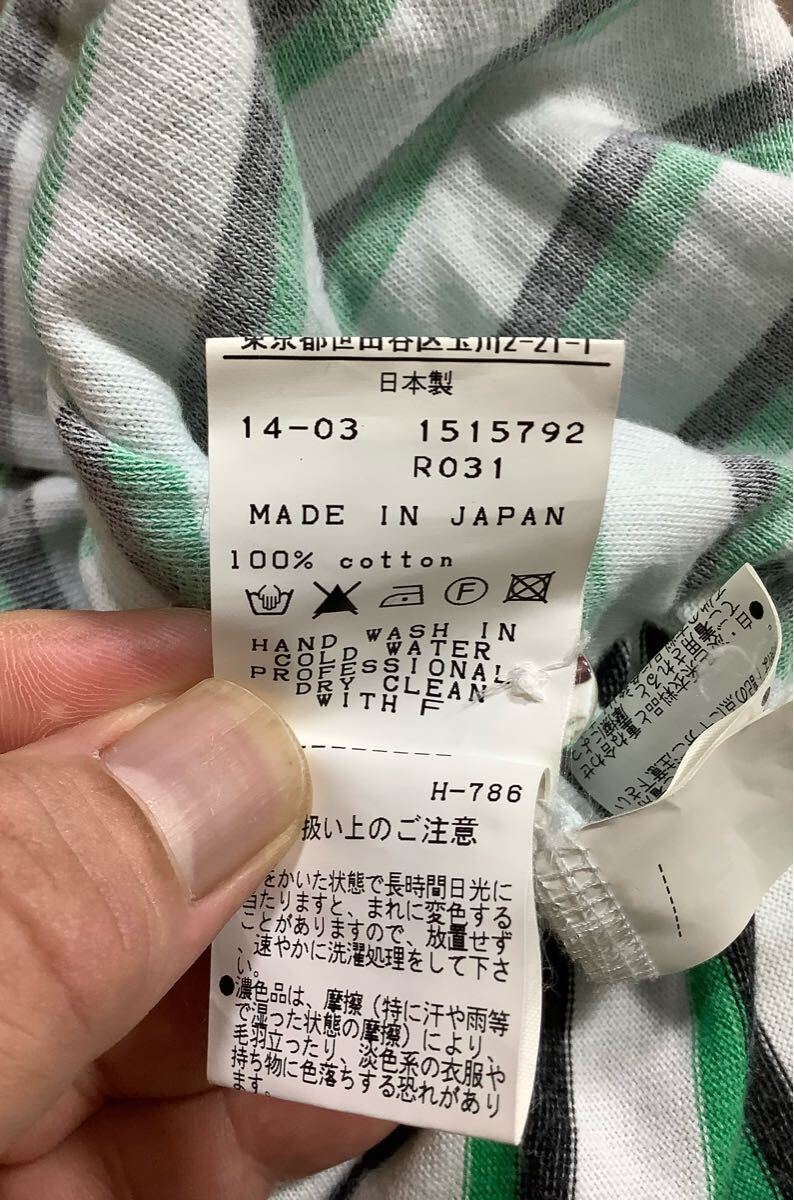 東京都世田谷区玉川2-21-1
日本製
14-03 1515792
R031
MADE IN JAPAN
100% cotton
F
HAND WASH IN
COLD WATER
PROFESSIONAL
DRY CLEAN
WITH F
H-786
扱い上のご注意
をかいた状態で長時間日光に
当たりますと、まれに変色する
ことがありますので、放置せず
、速やかに洗濯処理をして下さ
い。
●濃色品は、摩擦（特に汗や雨等
で湿った状態の摩擦）により、
毛羽立ったり、淡色系の衣服や
持ち物に色落ちする恐れがあり
ます。